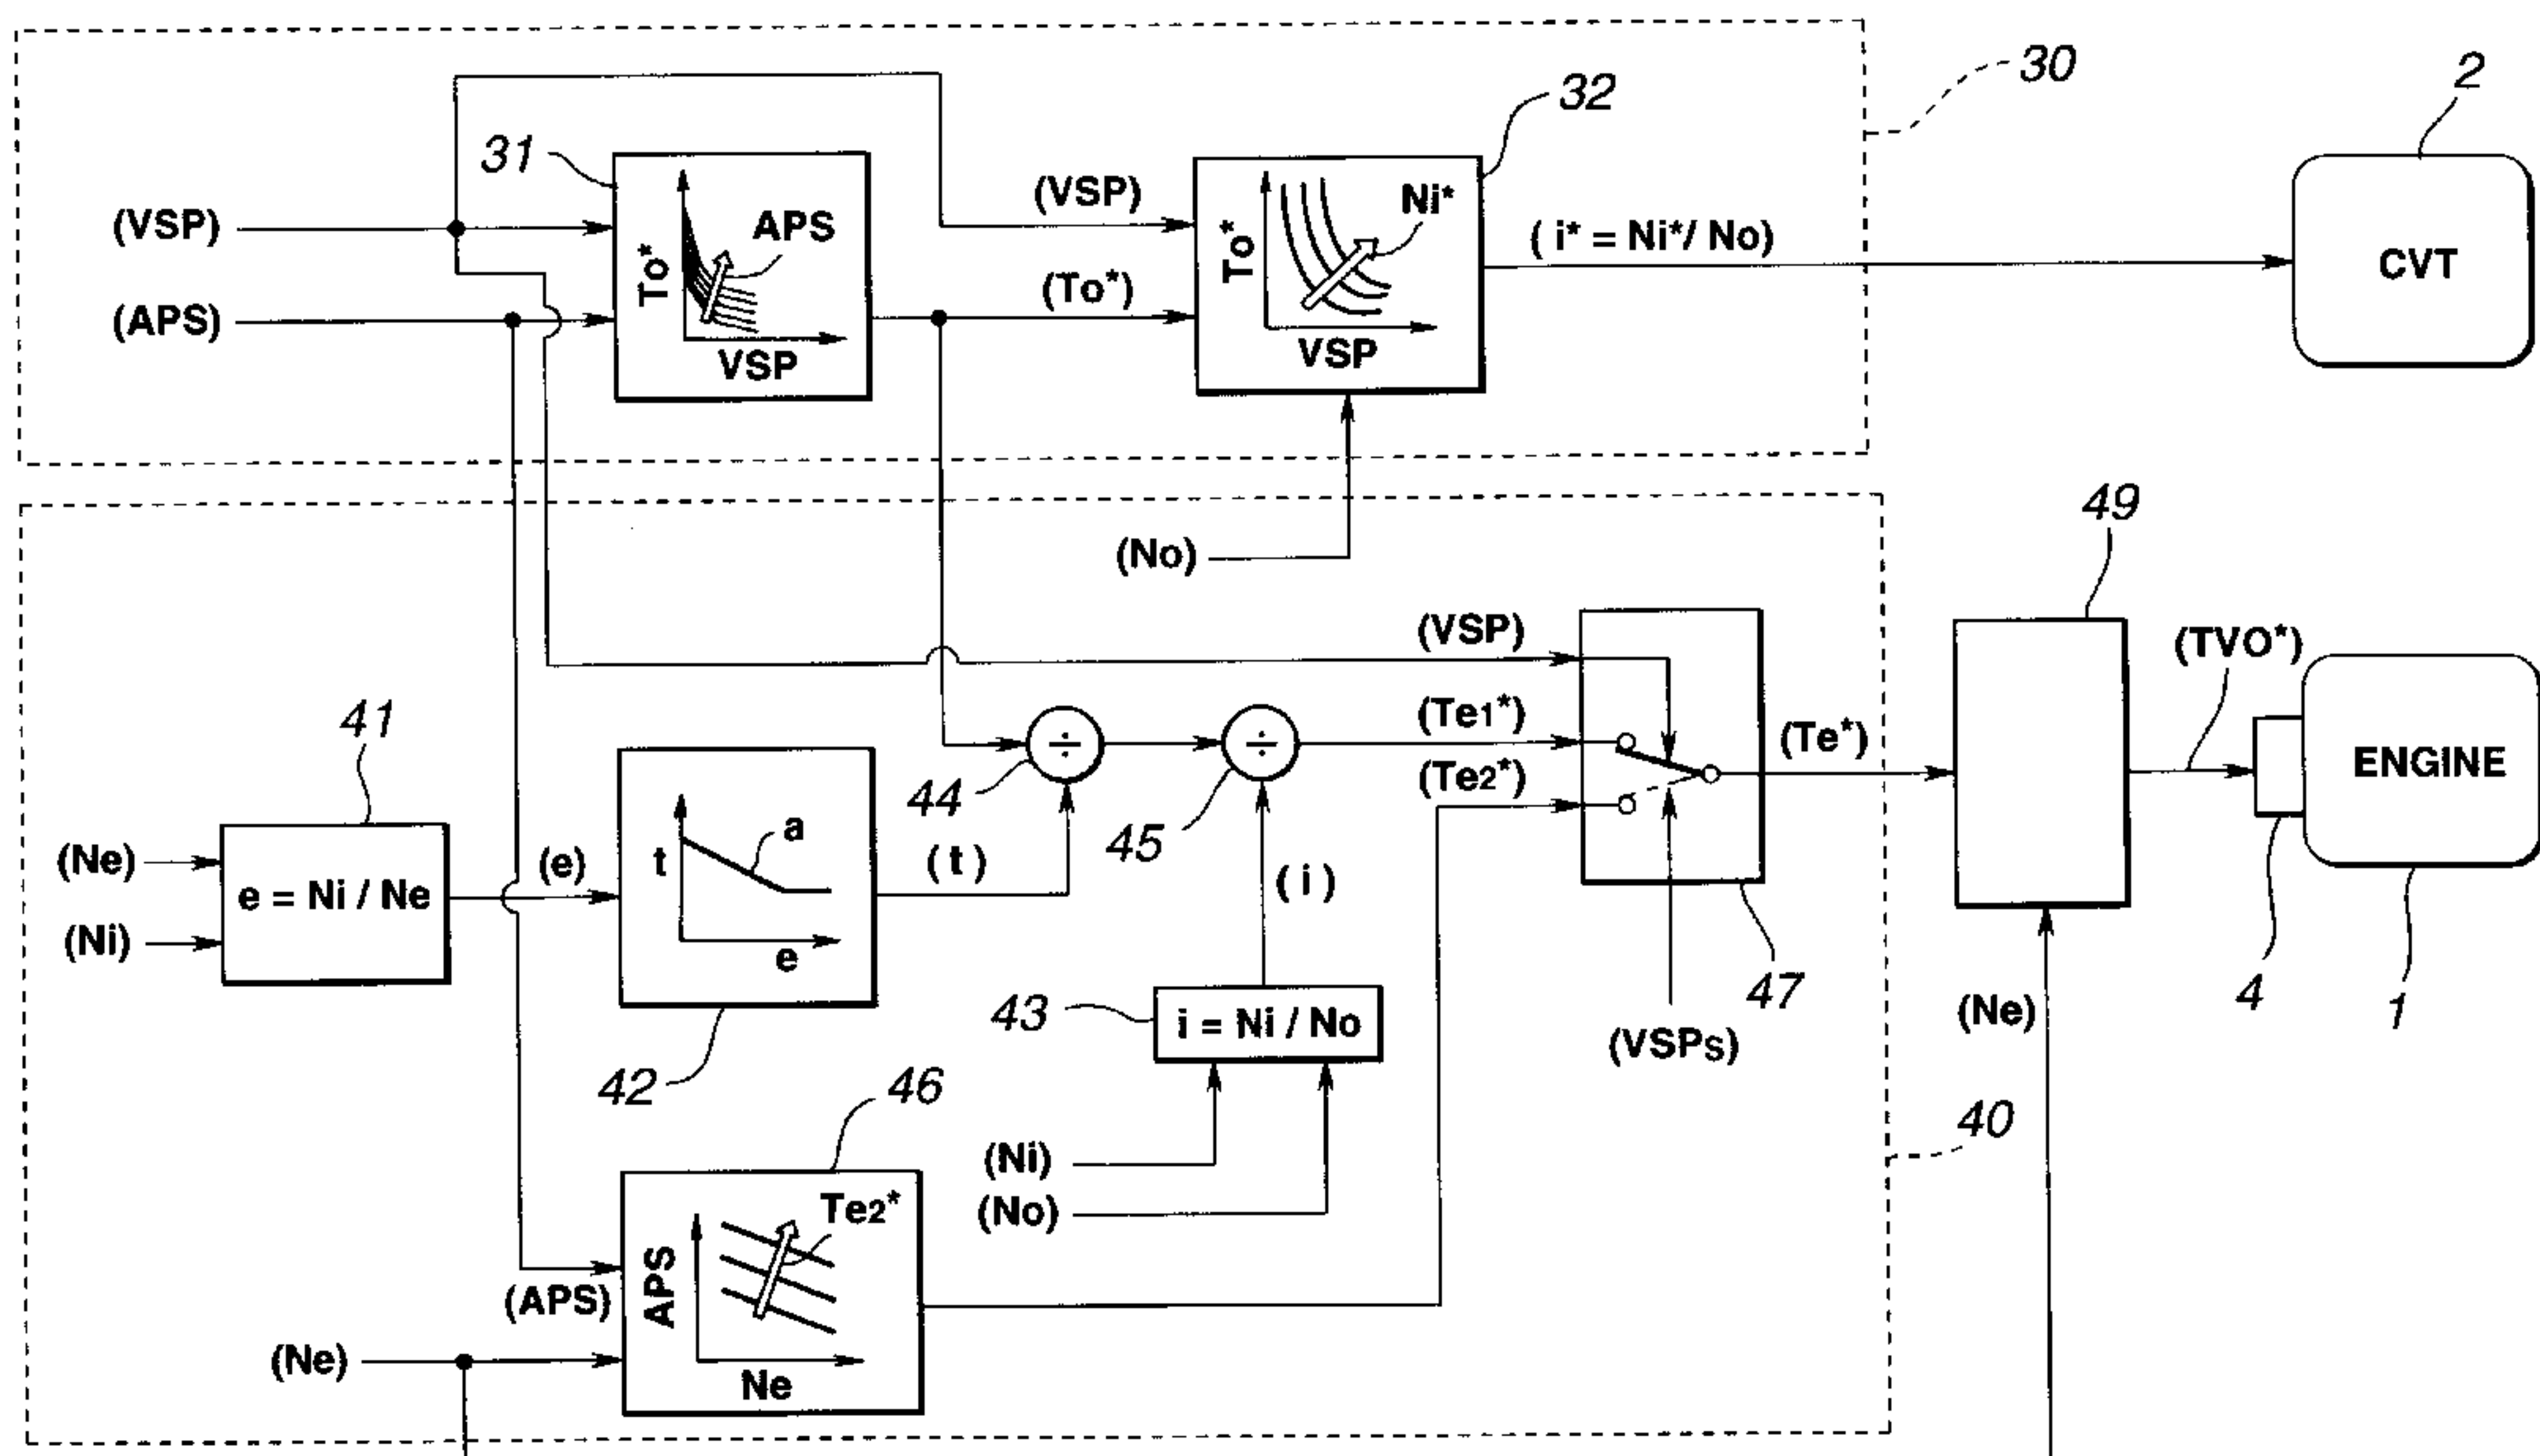 30
2
32
31
(VSP)
(VSP)
APS
To*
VSP
Ni*
To*
VSP
( i* = Ni*/ No)
CVT
(APS)
(To*)
(No)
49
(VSP)
(TVO*)
41
(Te1*)
(Te*)
÷
÷
ENGINE
(Te2*)
44
45
(Ne)
e = Ni / Ne
(e)
t
a
e
(t)
(i)
(Ni)
47
4
1
43
i = Ni / No
(Ne)
(VSPs)
42
46
40
(Ni)
(No)
Te2*
APS
Ne
(APS)
(Ne)